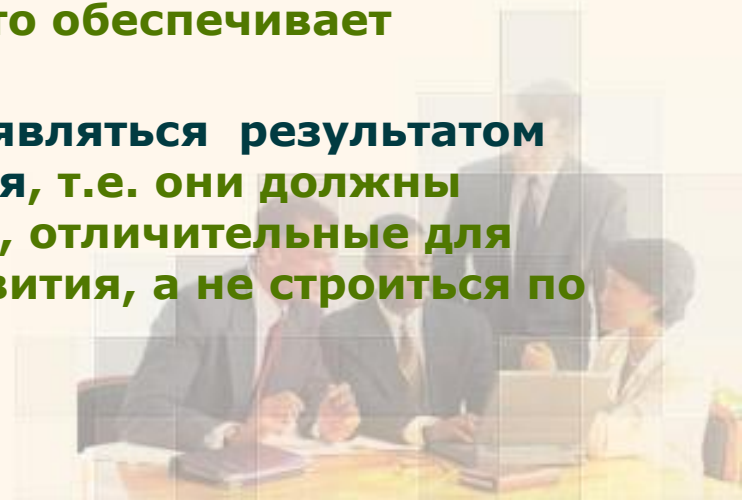 то обеспечивает
являться результатом
я, т.е. они должны
, отличительные для
вития, а не строиться по